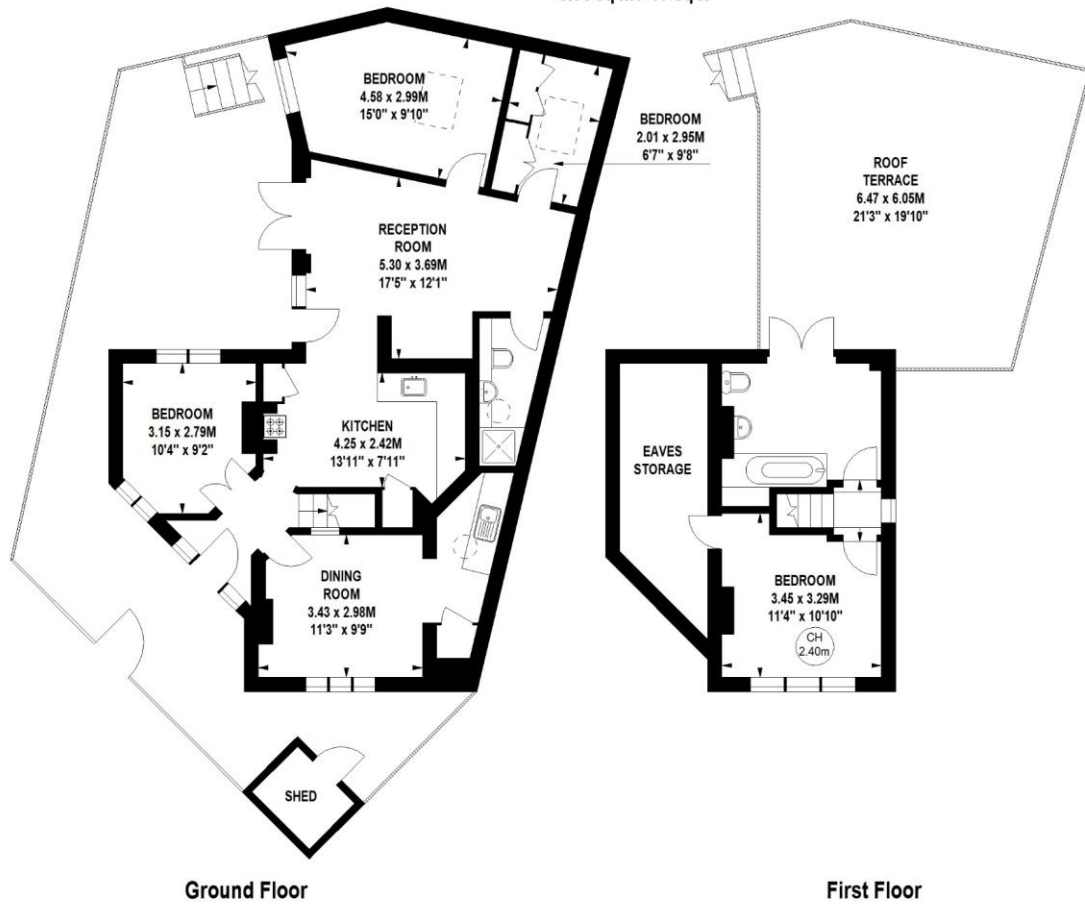 BEDROOM
4.58 x 2.99M
15'0" x 9'10"
BEDROOM
2.01 x 2.95M
6'7" x 9'8"
RECEPTION
ROOM
5.30 x 3.69M
17'5" x 12'1"
BEDROOM
3.15 x 2.79M
10'4" x 9'2"
KITCHEN
4.25 x 2.42M
13'11" x 7'11"
DINING
ROOM
3.43 x 2.98M
11'3" x 9'9"
SHED
Ground Floor
ROOF
TERRACE
6.47 x 6.05M
21'3" x 19'10"
EAVES
STORAGE
BEDROOM
3.45 x 3.29M
11'4" x 10'10"
CH
2.40m
First Floor